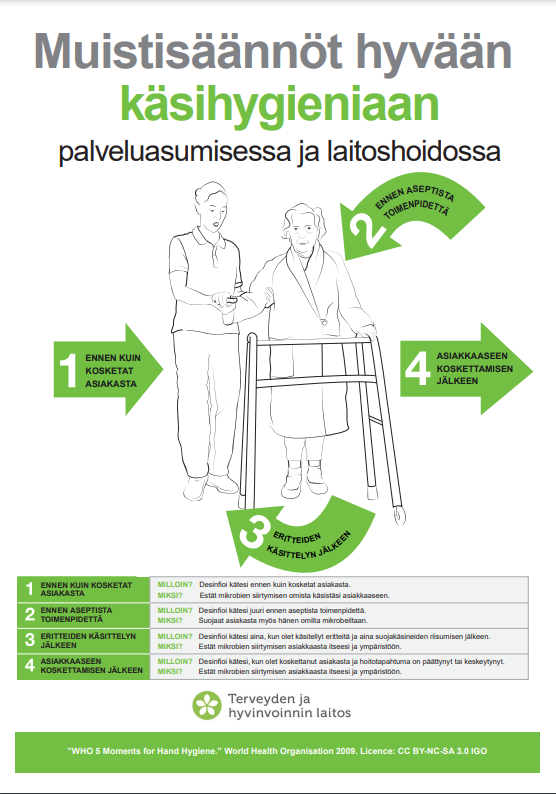 Muistisäännöt hyvään
käsihygieniaan
palveluasumisessa ja laitoshoidossa
2 ENNEN ASEPTISTA
TOIMENPIDETTÄ
1 ENNEN KUIN
KOSKETAT
ASIAKASTA
4 ASIAKKAASEEN
KOSKETTAMISEN
JÄLKEEN
3 ERITTEIDEN
KÄSITTELYN JÄLKEEN
1 ENNEN KUIN KOSKETAT
ASIAKASTA
MILLOIN? Desinfioi kätesi ennen kuin kosketat asiakasta.
MIKSI? Estät mikrobien siirtymisen omista käsistäsi asiakkaaseen.
2 ENNEN ASEPTISTA
TOIMENPIDETTÄ
MILLOIN? Desinfioi kätesi juuri ennen aseptista toimenpidettä.
MIKSI? Suojaat asiakasta myös hänen omilta mikrobeiltaan.
3 ERITTEIDEN KÄSITTELYN
JÄLKEEN
MILLOIN? Desinfioi kätesi aina, kun olet käsitellyt eritteitä ja aina suojakäsineiden riisumisen jälkeen.
MIKSI? Estät mikrobien siirtymisen asiakkaasta itseesi ja ympäristöön.
4 ASIAKKAASEEN
KOSKETTAMISEN JÄLKEEN
MILLOIN? Desinfioi kätesi, kun olet koskettanut asiakasta ja hoitotapahtuma on päättynyt tai keskeytynyt.
MIKSI? Estät mikrobien siirtymisen asiakkaasta itseesi ja ympäristöön.
Terveyden ja
hyvinvoinnin laitos
"WHO 5 Moments for Hand Hygiene." World Health Organisation 2009. Licence: CC BY-NC-SA 3.0 IGO